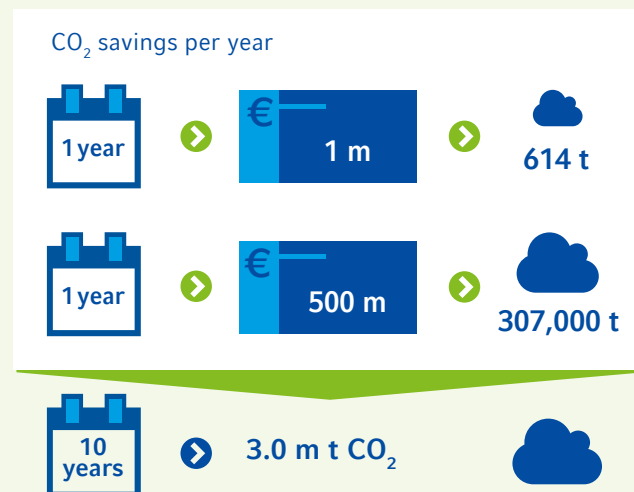 CO₂ savings per year
€
1 year
1 m
614 t
€
1 year
500 m
307,000 t
10
years
3.0 m t CO₂